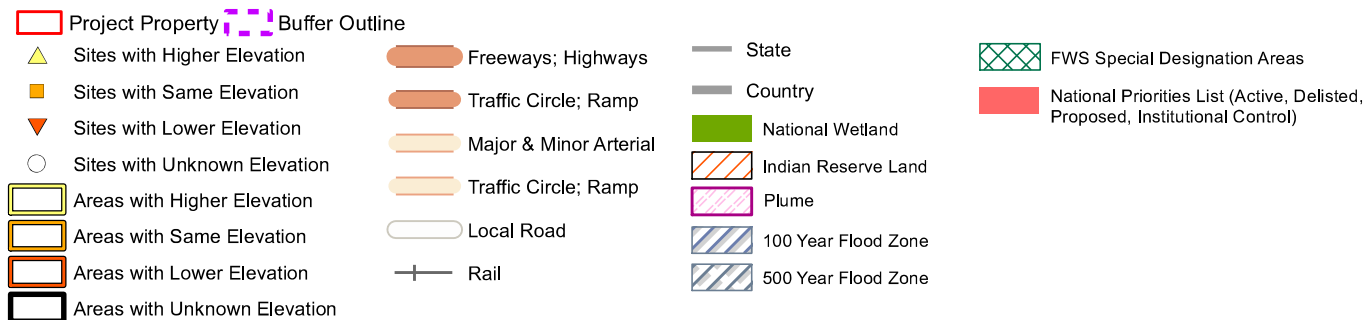 Project Property Buffer Outline
Sites with Higher Elevation
Sites with Same Elevation
Sites with Lower Elevation
Sites with Unknown Elevation
Areas with Higher Elevation
Areas with Same Elevation
Areas with Lower Elevation
Areas with Unknown Elevation
Freeways; Highways
Traffic Circle; Ramp
Major & Minor Arterial
Traffic Circle; Ramp
Local Road
Rail
State
Country
National Wetland
Indian Reserve Land
Plume
100 Year Flood Zone
500 Year Flood Zone
FWS Special Designation Areas
National Priorities List (Active, Delisted,
Proposed, Institutional Control)